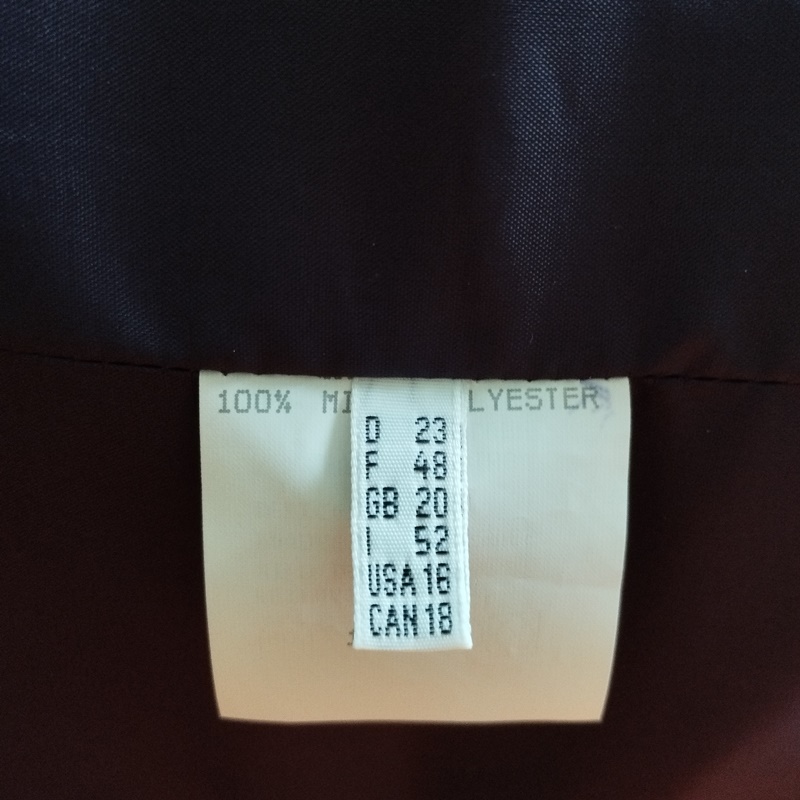 100% MI LYESTER
D 23
F 48
GB 20
I 52
USA 16
CAN 18